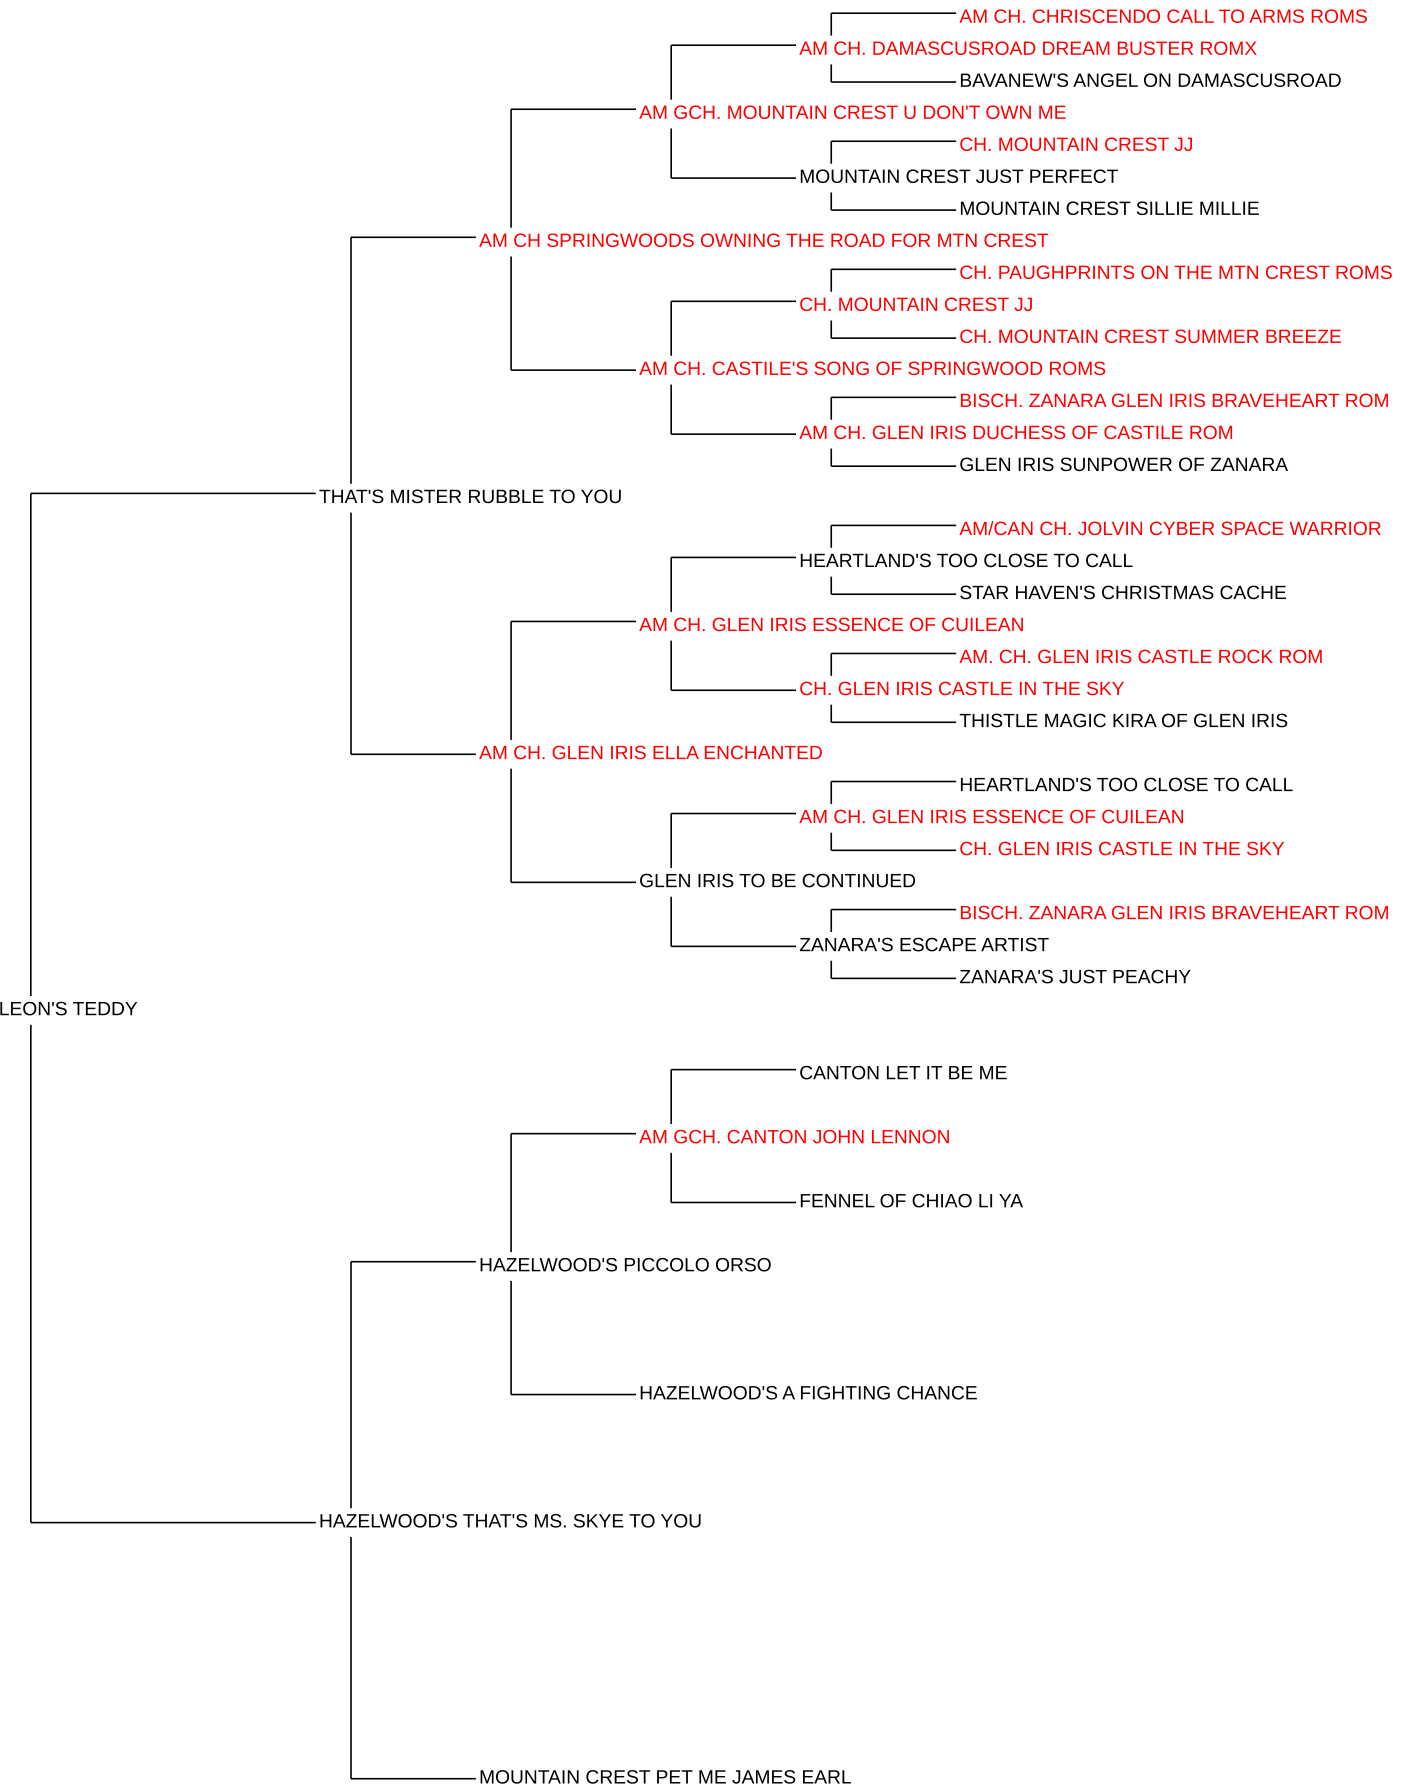 AM CH. CHRISCENDO CALL TO ARMS ROMS
AM CH. DAMASCUSROAD DREAM BUSTER ROMX
BAVANEW'S ANGEL ON DAMASCUSROAD
AM GCH. MOUNTAIN CREST U DON'T OWN ME
CH. MOUNTAIN CREST JJ
MOUNTAIN CREST JUST PERFECT
MOUNTAIN CREST SILLIE MILLIE
AM CH SPRINGWOODS OWNING THE ROAD FOR MTN CREST
CH. PAUGHPRINTS ON THE MTN CREST ROMS
CH. MOUNTAIN CREST JJ
CH. MOUNTAIN CREST SUMMER BREEZE
AM CH. CASTILE'S SONG OF SPRINGWOOD ROMS
BISCH. ZANARA GLEN IRIS BRAVEHEART ROM
AM CH. GLEN IRIS DUCHESS OF CASTILE ROM
GLEN IRIS SUNPOWER OF ZANARA
THAT'S MISTER RUBBLE TO YOU
AM/CAN CH. JOLVIN CYBER SPACE WARRIOR
HEARTLAND'S TOO CLOSE TO CALL
STAR HAVEN'S CHRISTMAS CACHE
AM CH. GLEN IRIS ESSENCE OF CUILEAN
AM. CH. GLEN IRIS CASTLE ROCK ROM
CH. GLEN IRIS CASTLE IN THE SKY
THISTLE MAGIC KIRA OF GLEN IRIS
AM CH. GLEN IRIS ELLA ENCHANTED
HEARTLAND'S TOO CLOSE TO CALL
AM CH. GLEN IRIS ESSENCE OF CUILEAN
CH. GLEN IRIS CASTLE IN THE SKY
GLEN IRIS TO BE CONTINUED
BISCH. ZANARA GLEN IRIS BRAVEHEART ROM
ZANARA'S ESCAPE ARTIST
ZANARA'S JUST PEACHY
LEON'S TEDDY
CANTON LET IT BE ME
AM GCH. CANTON JOHN LENNON
FENNEL OF CHIAO LI YA
HAZELWOOD'S PICCOLO ORSO
HAZELWOOD'S A FIGHTING CHANCE
HAZELWOOD'S THAT'S MS. SKYE TO YOU
MOUNTAIN CREST PET ME JAMES EARL